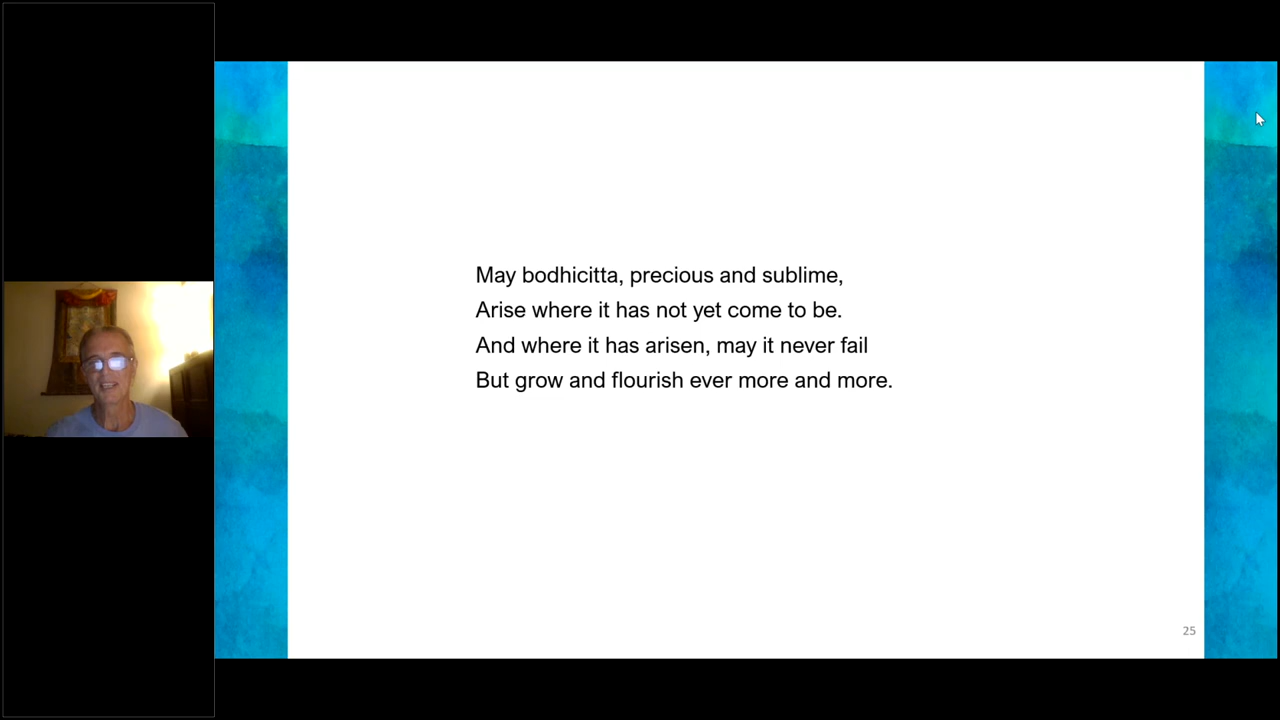 May bodhicitta, precious and sublime,
Arise where it has not yet come to be.
And where it has arisen, may it never fail
But grow and flourish ever more and more.
25